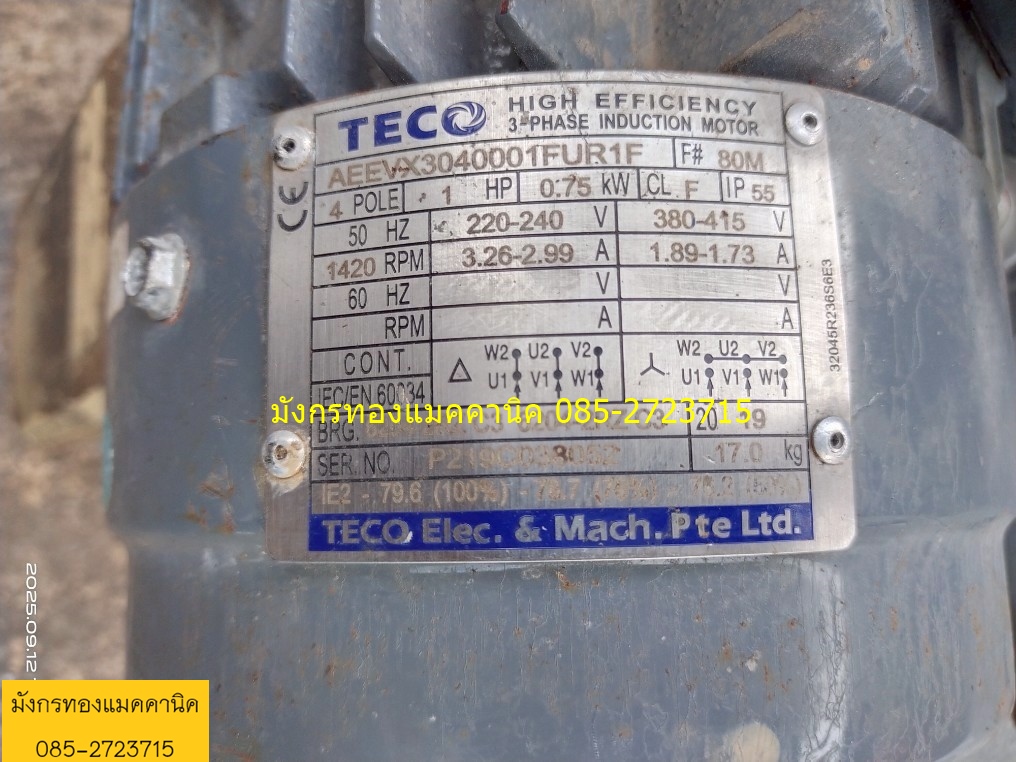 TECO HIGH EFFICIENCY
3-PHASE INDUCTION MOTOR
AEEVX3040001FUR1F F# 80M
4 POLE 1 HP 0.75 kW CL F IP 55
50 HZ 220-240 V 380-415 V
1420 RPM 3.26-2.99 A 1.89-1.73 A
60 HZ V V
RPM A A
CONT. W2 U2 V2 W2 U2 V2
△ U1 V1 W1 U1 V1 W1
IEC/EN 60034
มังกรทองแมคคานิค 085-2723715
BRG. 20 19
SER. NO. 17.0 kg
IE2 - 79.6 (100%)
TECO Elec. & Mach. Pte Ltd.
CE
32045R236S6E3
2025.09.12
มังกรทองแมคคานิค
085-2723715